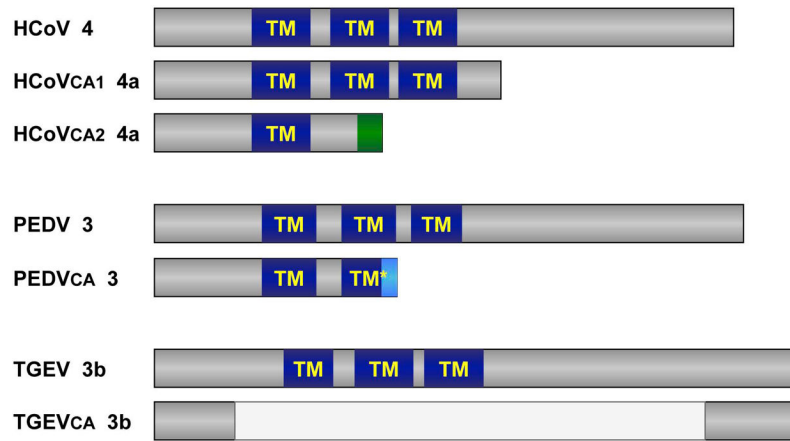 HCoV 4 TM TM TM
HCoVCA1 4a TM TM TM
HCoVCA2 4a TM
PEDV 3 TM TM TM
PEDVCA 3 TM TM*
TGEV 3b TM TM TM
TGEVCA 3b